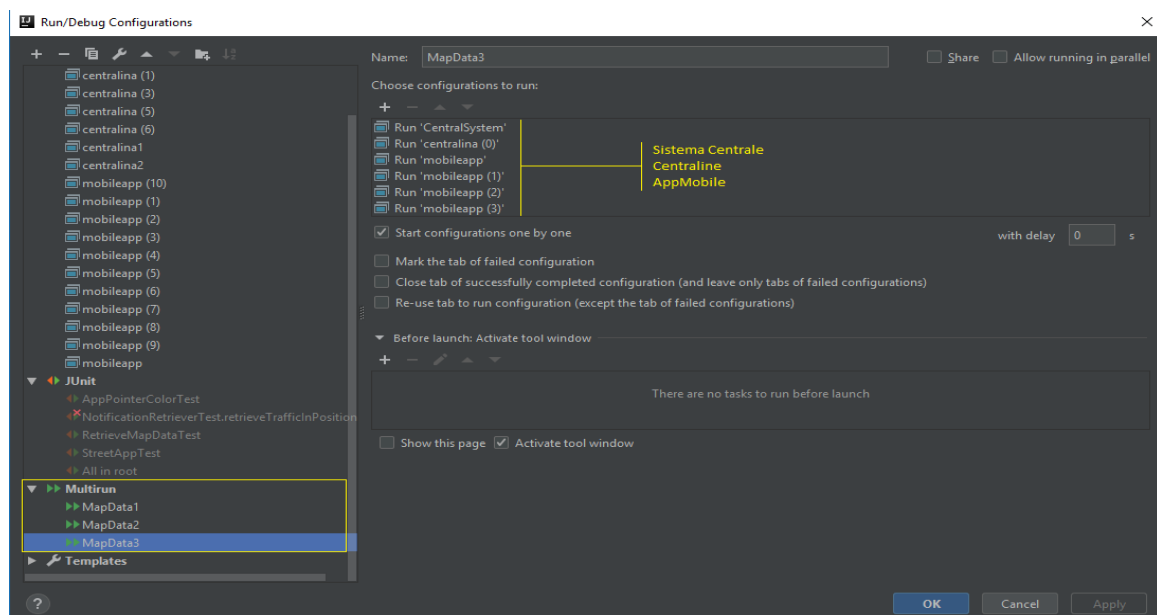 Run/Debug Configurations
centralina (1)
centralina (3)
centralina (5)
centralina (6)
centralina1
centralina2
mobileapp (10)
mobileapp (1)
mobileapp (2)
mobileapp (3)
mobileapp (4)
mobileapp (5)
mobileapp (6)
mobileapp (7)
mobileapp (8)
mobileapp (9)
mobileapp
JUnit
AppPointerColorTest
NotificationRetrieverTest.retrieveTrafficInPosition
RetrieveMapDataTest
StreetAppTest
All in root
Multirun
MapData1
MapData2
MapData3
Templates
Name: MapData3
Share
Allow running in parallel
Choose configurations to run:
Run 'CentralSystem'
Run 'centralina (0)'
Run 'mobileapp'
Run 'mobileapp (1)'
Run 'mobileapp (2)'
Run 'mobileapp (3)'
Sistema Centrale
Centraline
AppMobile
Start configurations one by one
with delay 0 s
Mark the tab of failed configuration
Close tab of successfully completed configuration (and leave only tabs of failed configurations)
Re-use tab to run configuration (except the tab of failed configurations)
Before launch: Activate tool window
There are no tasks to run before launch
Show this page
Activate tool window
?
OK
Cancel
Apply